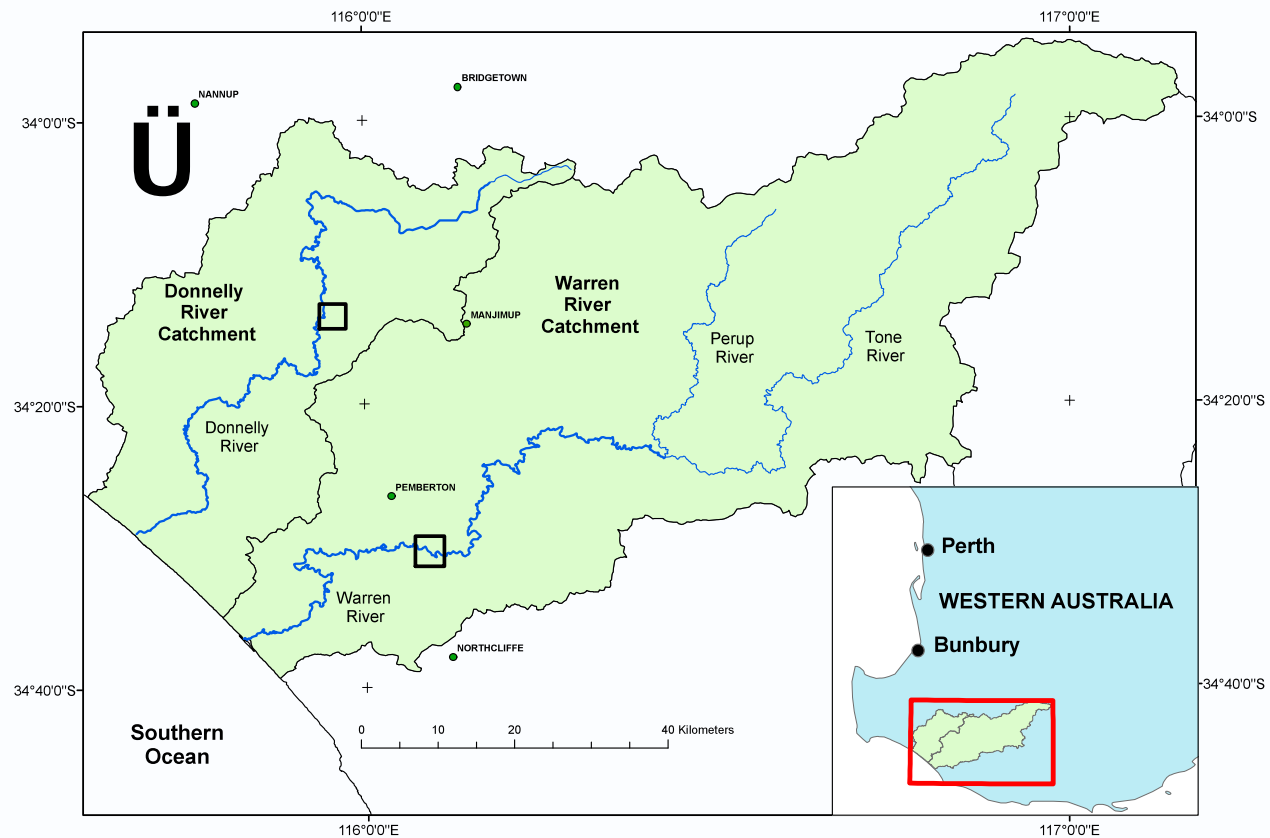 116°0'0"E
117°0'0"E
NANNUP
BRIDGETOWN
Ü
34°0'0"S
34°0'0"S
Donnelly
River
Catchment
Warren
River
Catchment
MANJIMUP
Perup
River
Tone
River
34°20'0"S
34°20'0"S
Donnelly
River
PEMBERTON
Perth
WESTERN AUSTRALIA
Warren
River
Bunbury
NORTHCLIFFE
34°40'0"S
34°40'0"S
Southern
Ocean
0 10 20 40 Kilometers
116°0'0"E
117°0'0"E